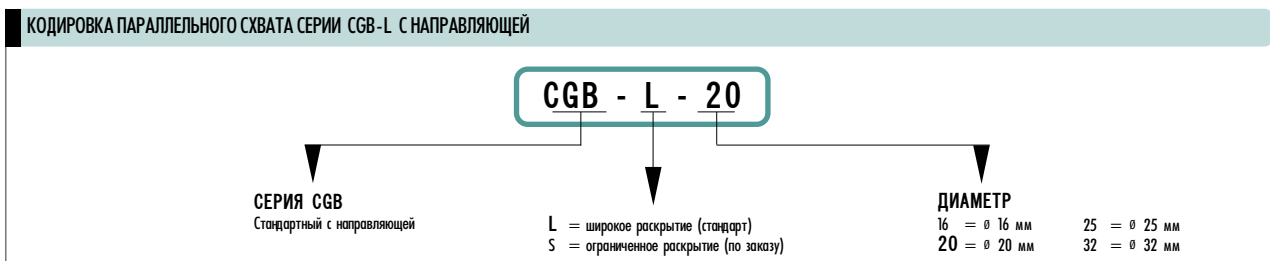 КОДИРОВКА ПАРАЛЛЕЛЬНОГО СХВАТА СЕРИИ CGB-L С НАПРАВЛЯЮЩЕЙ
CGB - L - 20
СЕРИЯ CGB
Стандартный с направляющей
L = широкое раскрытие (стандарт)
S = ограниченное раскрытие (по заказу)
ДИАМЕТР
16 = ø 16 мм 25 = ø 25 мм
20 = ø 20 мм 32 = ø 32 мм